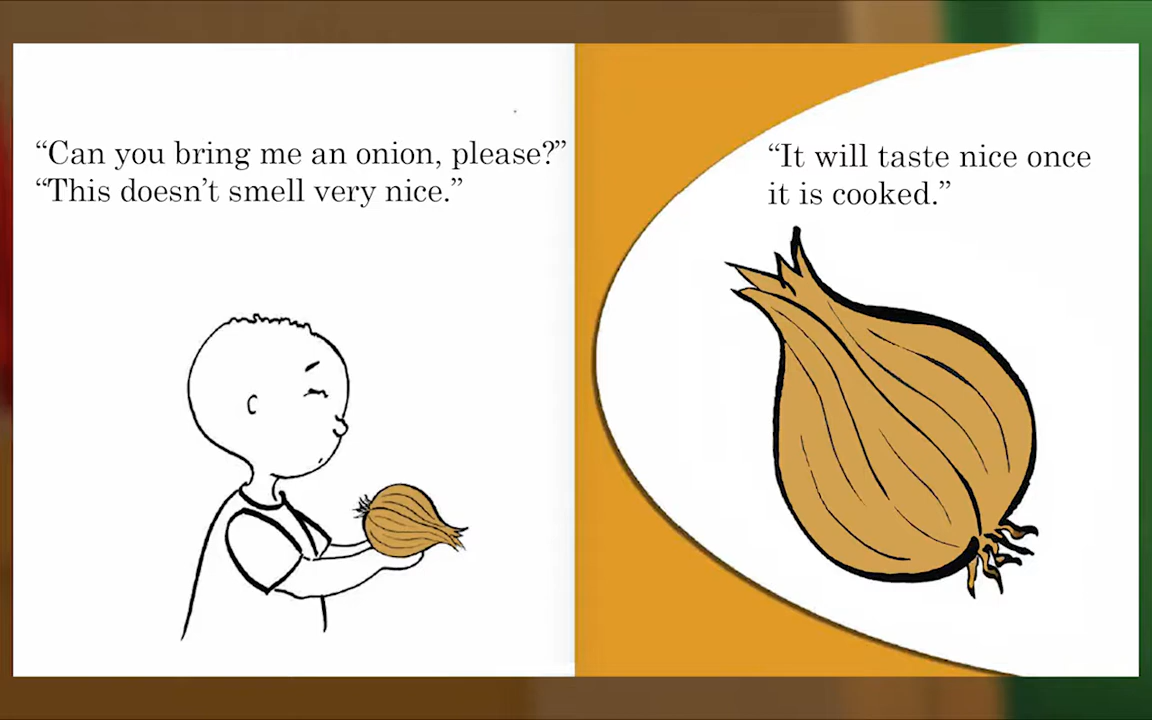 “Can you bring me an onion, please?”
“This doesn’t smell very nice.”
“It will taste nice once
it is cooked.”